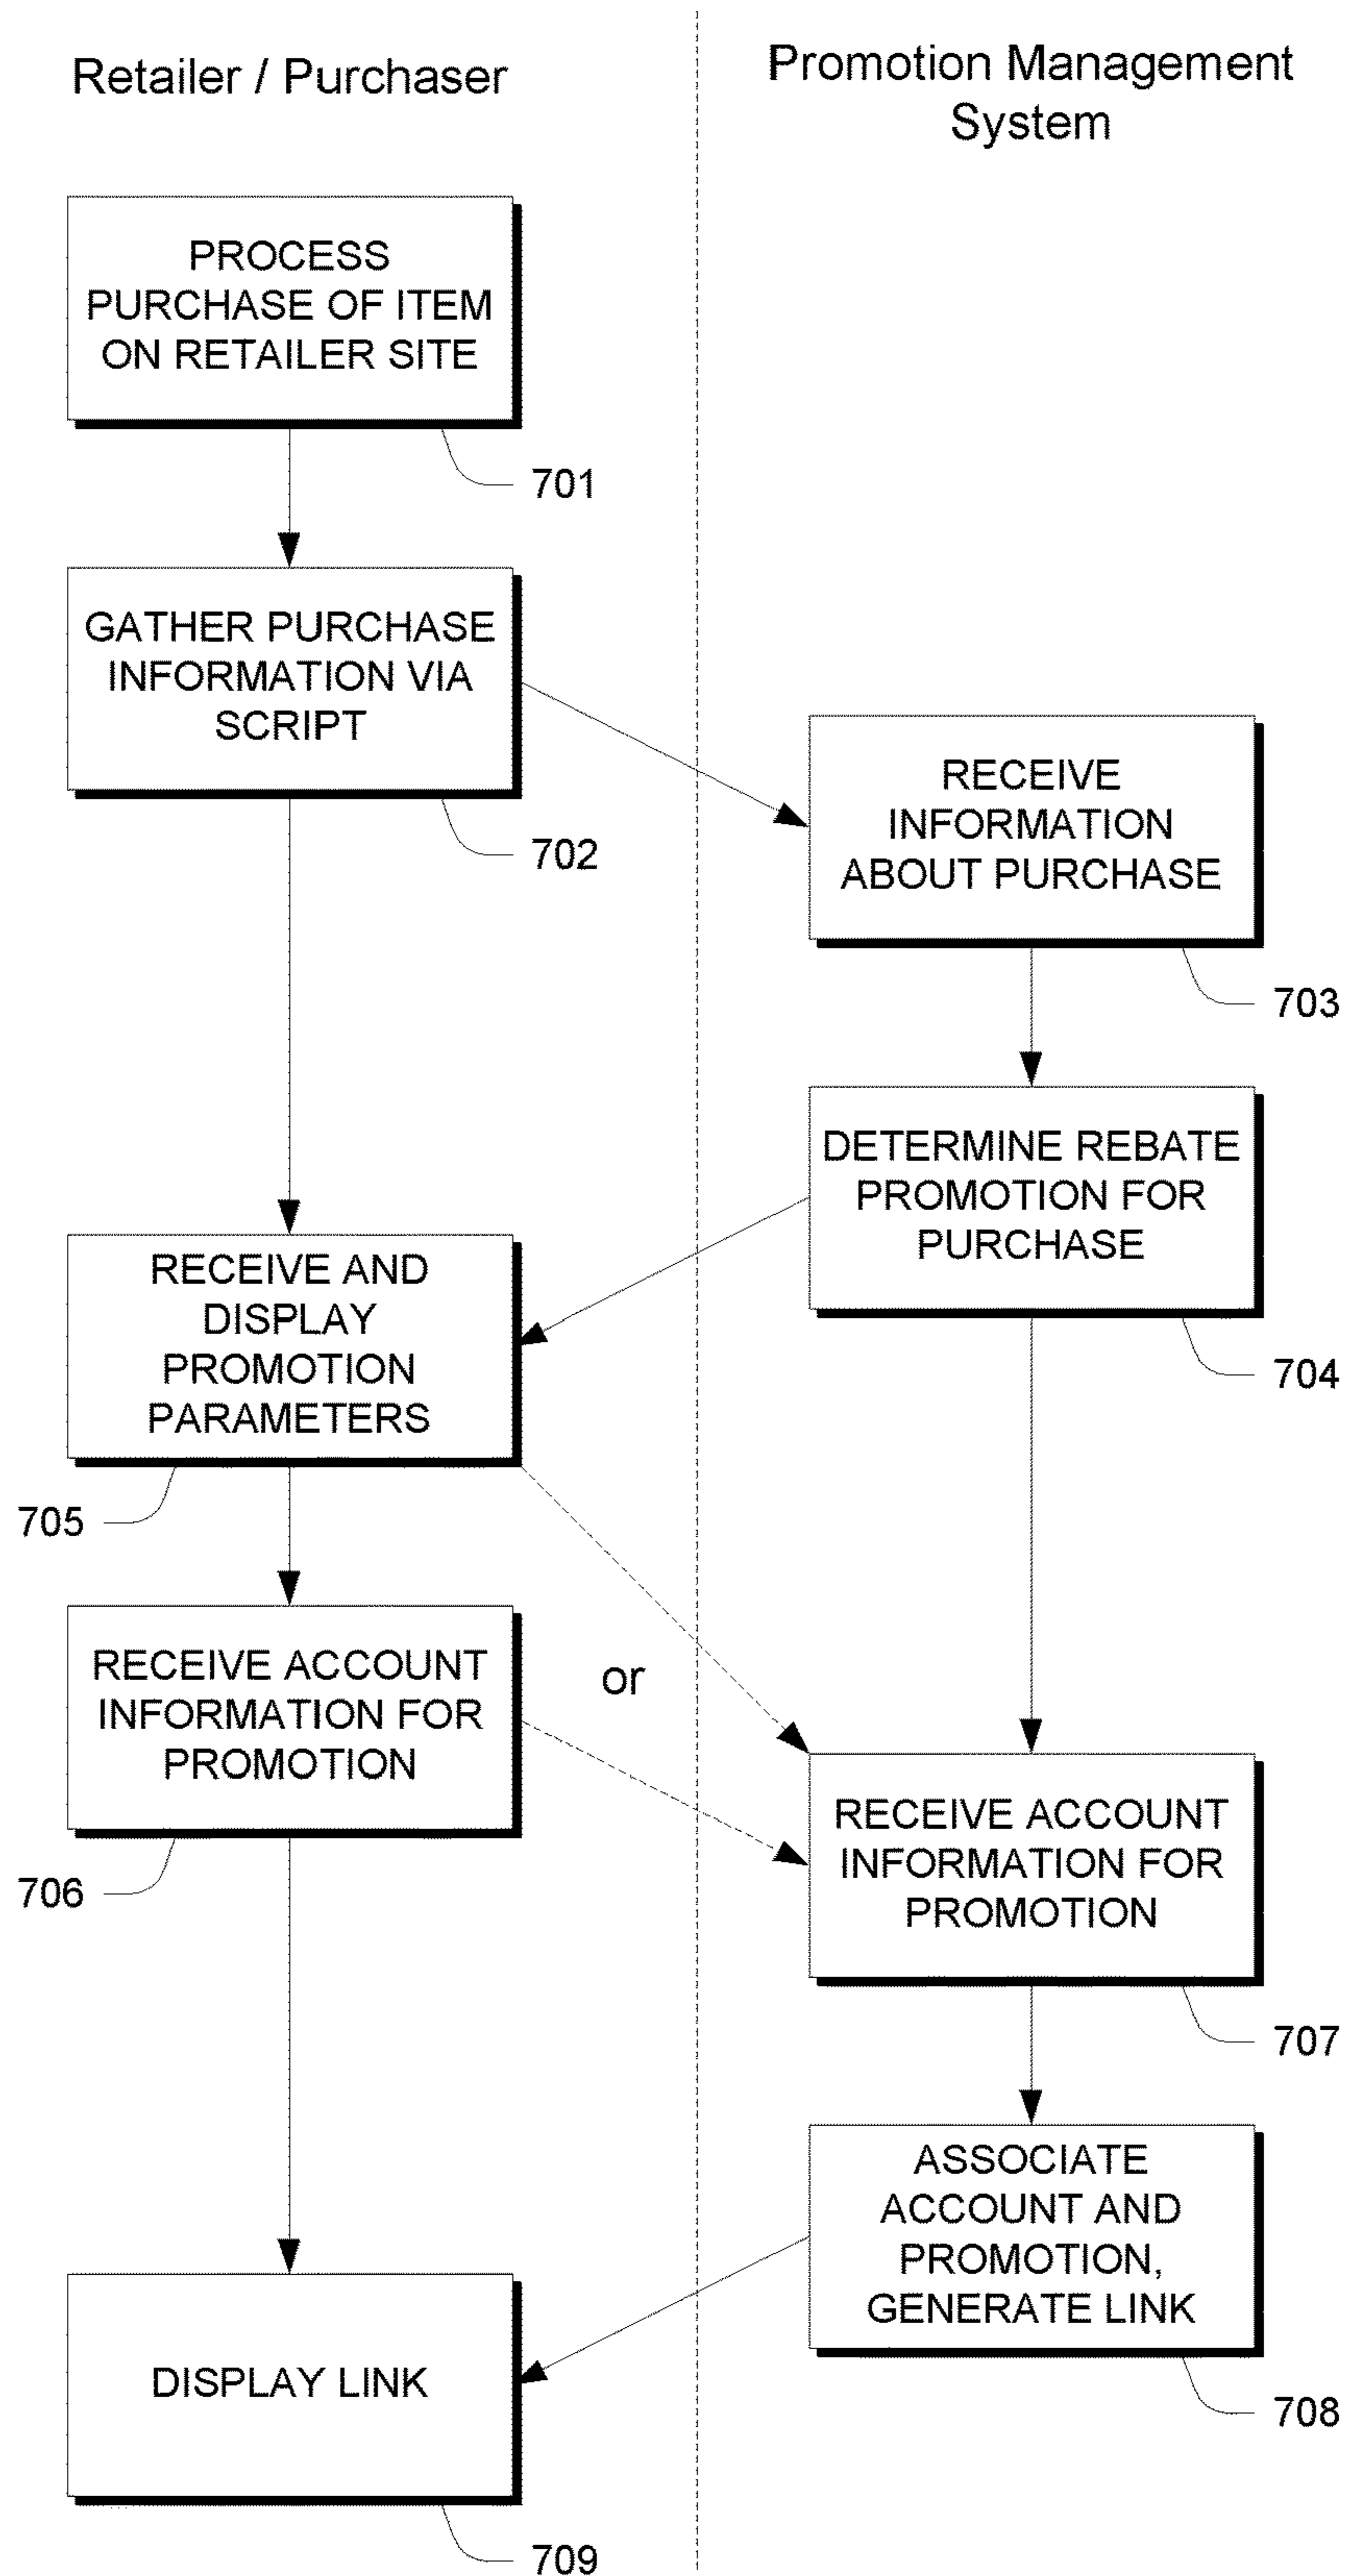 Retailer / Purchaser
Promotion Management
System
PROCESS
PURCHASE OF ITEM
ON RETAILER SITE
701
GATHER PURCHASE
INFORMATION VIA
SCRIPT
702
RECEIVE
INFORMATION
ABOUT PURCHASE
703
DETERMINE REBATE
PROMOTION FOR
PURCHASE
704
RECEIVE AND
DISPLAY
PROMOTION
PARAMETERS
705
RECEIVE ACCOUNT
INFORMATION FOR
PROMOTION
706
or
RECEIVE ACCOUNT
INFORMATION FOR
PROMOTION
707
ASSOCIATE
ACCOUNT AND
PROMOTION,
GENERATE LINK
708
DISPLAY LINK
709